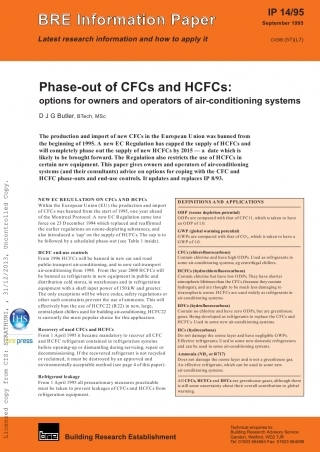 BRE Information Paper
IP 14/95
September 1995
Latest research information and how to apply it
CI/SfB (57)(L7)
Phase-out of CFCs and HCFCs:
options for owners and operators of air-conditioning systems
D J G Butler, BTech, MSc
The production and import of new CFCs in the European Union was banned from
the beginning of 1995. A new EC Regulation has capped the supply of HCFCs and
will completely phase out the supply of new HCFCs by 2015 — a date which is
likely to be brought forward. The Regulation also restricts the use of HCFCs in
certain new equipment. This paper gives owners and operators of air-conditioning
systems (and their consultants) advice on options for coping with the CFC and
HCFC phase-outs and end-use controls. It updates and replaces IP 8/93.
NEW EC REGULATION ON CFCs AND HCFCs
Within the European Union (EU) the production and import
of CFCs was banned from the start of 1995, one year ahead
of the Montreal Protocol. A new EC Regulation came into
force on 23 December 1994 which replaced and reaffirmed
the earlier regulations on ozone-depleting substances, and
also introduced a 'cap' on the supply of HCFCs. The cap is to
be followed by a scheduled phase-out (see Table 1 inside).
HCFC end-use controls
From 1996 HCFCs will be banned in new car and road
public transport air-conditioning, and in new rail transport
air-conditioning from 1998. From the year 2000 HCFCs will
be banned as refrigerants in new equipment in public and
distribution cold stores, in warehouses and in refrigeration
equipment with a shaft input power of 150 kW and greater.
The only exceptions will be where codes, safety regulations or
other such constraints prevent the use of ammonia. This will
effectively ban the use of HCFC 22 (R22) in new, large,
central plant chillers used for building air-conditioning. HCFC 22
is currently the most popular choice for this application.
Recovery of used CFCs and HCFCs
From 1 April 1995 it became mandatory to recover all CFC
and HCFC refrigerant contained in refrigeration systems
before opening-up or dismantling during servicing, repair or
decommissioning. If the recovered refrigerant is not recycled
or reclaimed, it must be destroyed by an approved and
environmentally acceptable method (see page 4 of this paper).
Refrigerant leakage
From 1 April 1995 all precautionary measures practicable
must be taken to prevent leakages of CFCs and HCFCs from
refrigeration equipment.
DEFINITIONS AND APPLICATIONS
ODP (ozone depletion potential)
ODPs are compared with that of CFC 11, which is taken to have
an ODP of 1.0.
GWP (global warming potential)
GWPs are compared with that of CO2, which is taken to have a
GWP of 1.0.
CFCs (chlorofluorocarbons)
Contain chlorine and have high ODPs. Used as refrigerants in
some air-conditioning systems, eg centrifugal chillers.
HCFCs (hydrochlorofluorocarbons)
Contain chlorine but have low ODPs. They have shorter
atmospheric lifetimes than the CFCs (because they contain
hydrogen), and are thought to be much less damaging to
stratospheric ozone. HCFCs are used widely as refrigerants in
air-conditioning systems.
HFCs (hydrofluorocarbons)
Contain no chlorine and have zero ODPs, but are greenhouse
gases. Being developed as refrigerants to replace the CFCs and
HCFCs. Used in some new air-conditioning systems.
HCs (hydrocarbons)
Do not damage the ozone layer and have negligible GWPs.
Effective refrigerants. Used in some new domestic refrigerators,
and can be used in some air-conditioning systems.
Ammonia (NH3 or R717)
Does not damage the ozone layer and is not a greenhouse gas.
An effective refrigerant, which can be used in some new
air-conditioning systems.
All CFCs, HCFCs and HFCs are greenhouse gases, although there
is still some uncertainty about their overall contribution to global
warming.
bre
Building Research Establishment
Technical enquiries to:
Building Research Advisory Service
Garston, Watford, WD2 7JR
press